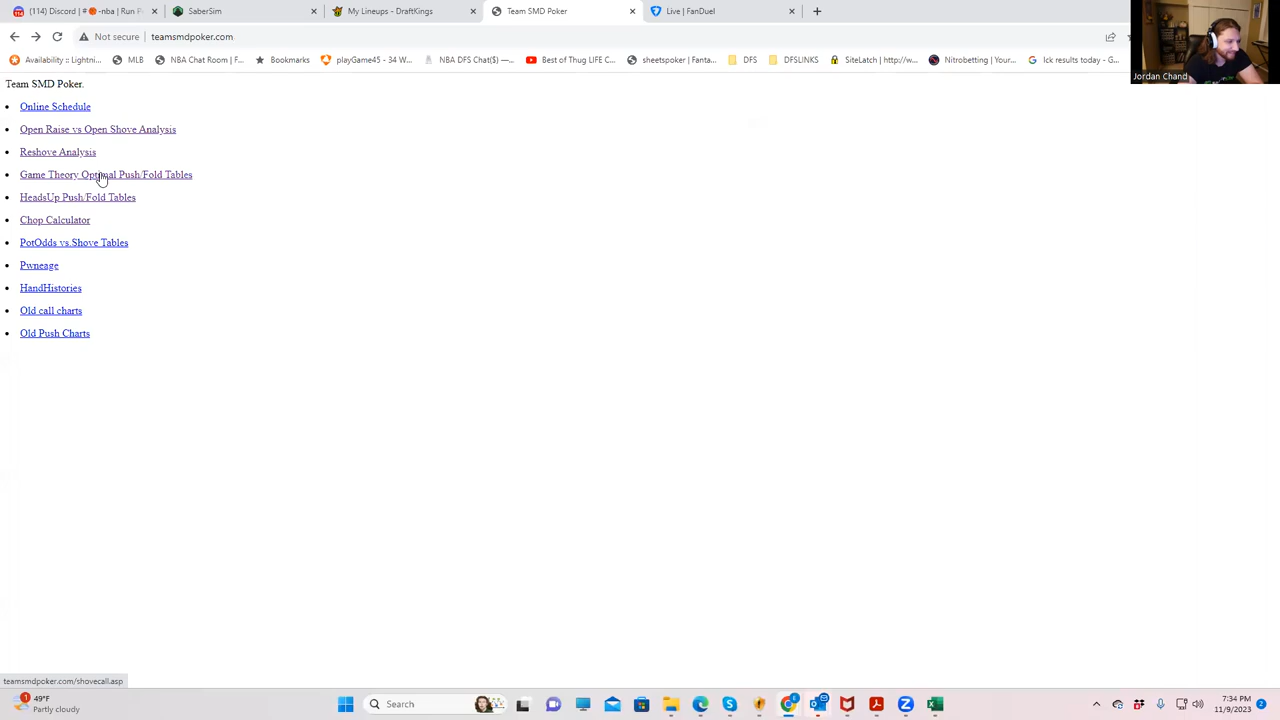 (114) Discord | # -nba | Run P
SaberSim
My Lineups - DraftKings
Team SMD Poker
Live | FanDuel
Not secure
teamsmdpoker.com
Availability :: Lightni...
MLB
NBA Chat Room | F...
Bookmarks
playGame45 - 34 W...
NBA DFS Chat($) —...
Best of Thug LIFE C...
sheetspoker | Fanta...
DFS
DFSLINKS
SiteLatch | http://w...
Nitrobetting | Your...
Ick results today - G...
Jordan Chand
Team SMD Poker.
• Online Schedule
• Open Raise vs Open Shove Analysis
• Reshove Analysis
• Game Theory Optimal Push/Fold Tables
• HeadsUp Push/Fold Tables
• Chop Calculator
• PotOdds vs.Shove Tables
• Pwneage
• HandHistories
• Old call charts
• Old Push Charts
teamsmdpoker.com/shovecall.asp
1
49°F
Partly cloudy
Search
7:34 PM
11/9/2023
2